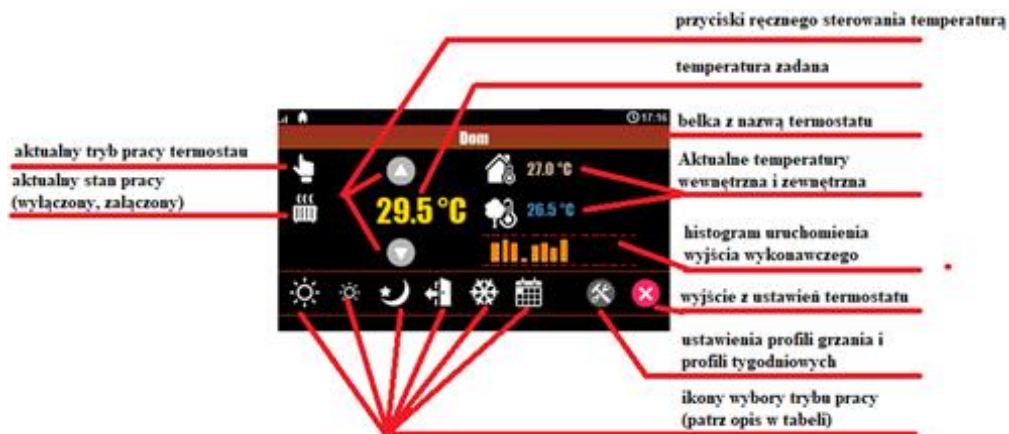 przyciski ręcznego sterowania temperaturą
temperatura zadana
17:16
belka z nazwą termostatu
Dom
aktualny tryb pracy termostau
aktualny stan pracy
(wyłączony, załączony)
27.0 °C
Aktualne temperatury
wewnętrzna i zewnętrzna
29.5 °C
26.5 °C
histogram uruchomienia
wyjścia wykonawczego
wyjście z ustawień termostatu
ustawienia profili grzania i
profili tygodniowych
ikony wybory trybu pracy
(patrz opis w tabeli)